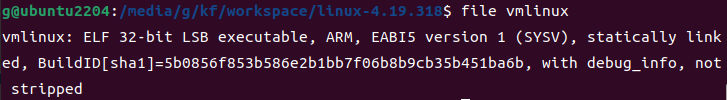 g@ubuntu2204:/media/g/kf/workspace/linux-4.19.318$ file vmlinux
vmlinux: ELF 32-bit LSB executable, ARM, EABI5 version 1 (SYSV), statically link
ed, BuildID[sha1]=5b0856f853b586e2b1bb7f06b8b9cb35b451ba6b, with debug_info, not
 stripped